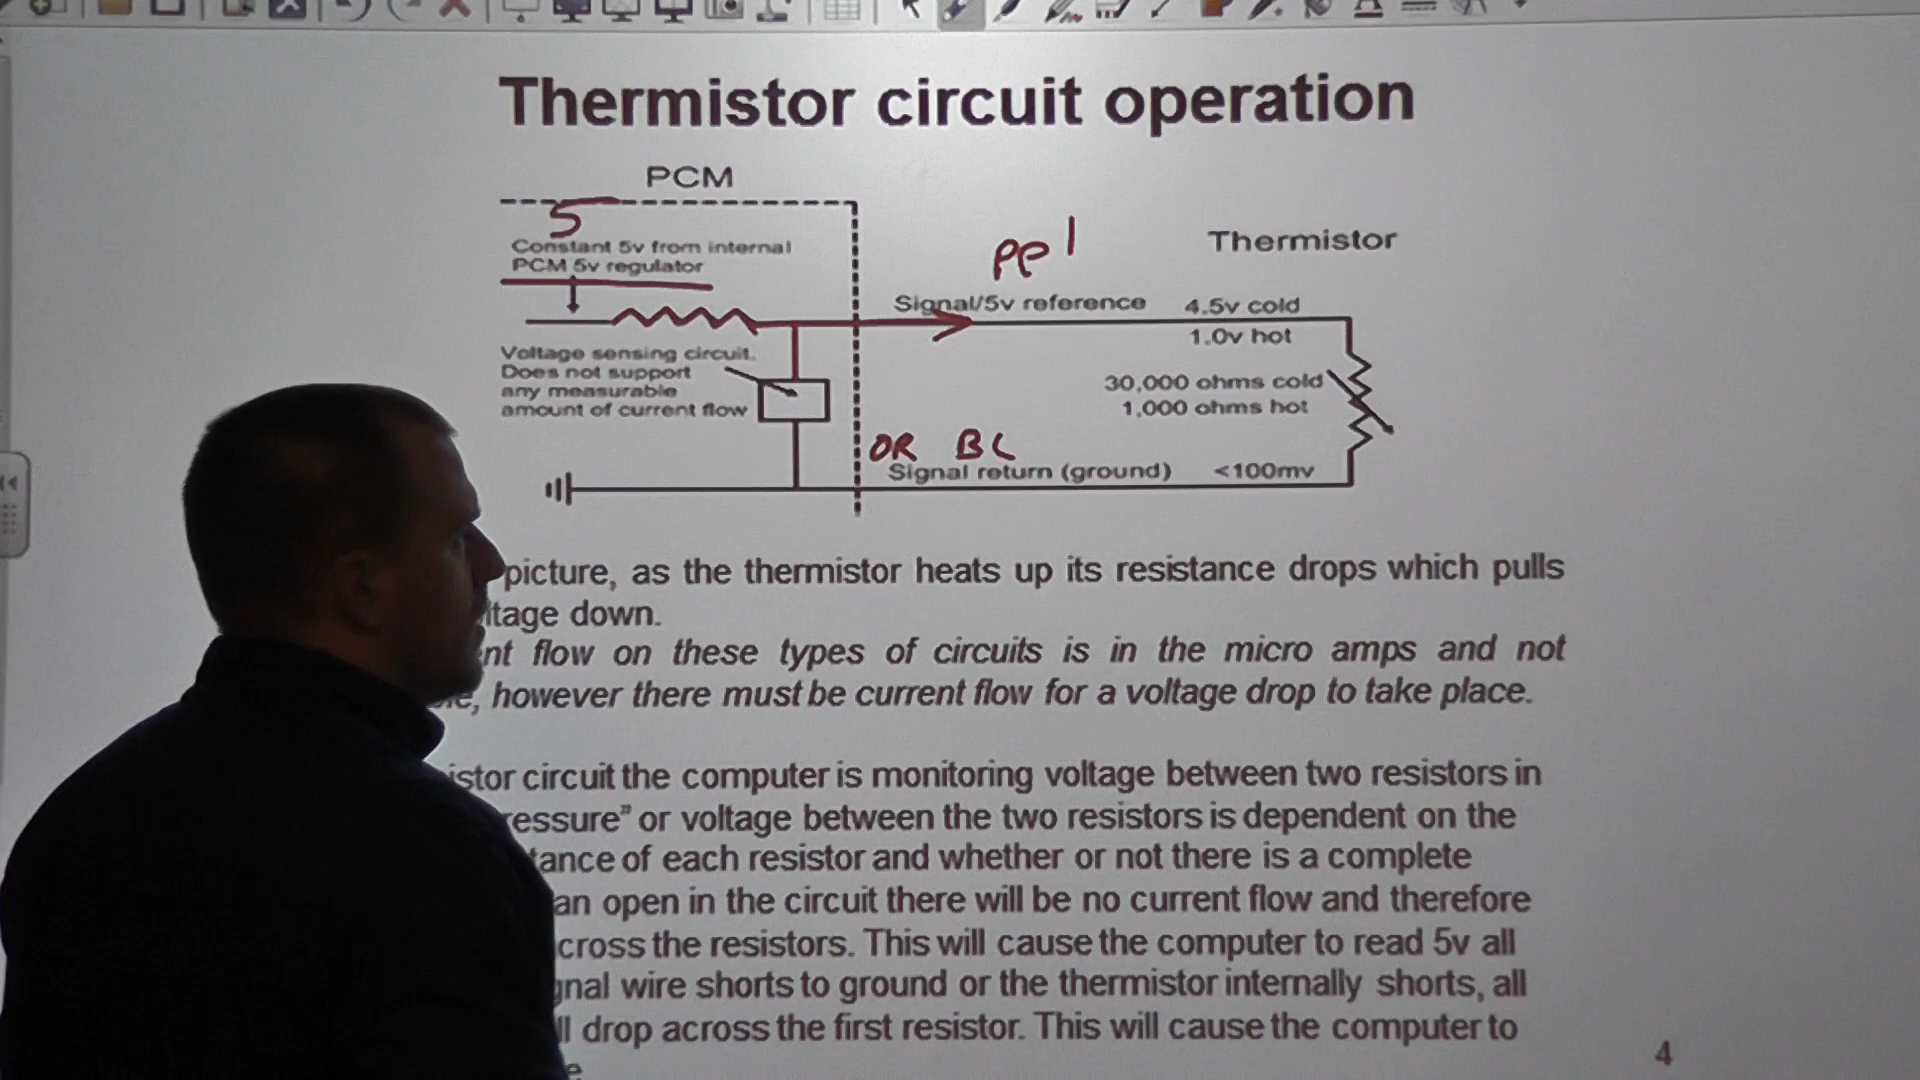 Thermistor circuit operation
PCM
5
Constant 5v from internal
PCM 5v regulator
PP1
Thermistor
Signal/5v reference
4.5v cold
1.0v hot
Voltage sensing circuit.
Does not support
any measurable
amount of current flow
30,000 ohms cold
1,000 ohms hot
OR BC
Signal return (ground)
<100mv
picture, as the thermistor heats up its resistance drops which pulls
ltage down.
nt flow on these types of circuits is in the micro amps and not
, however there must be current flow for a voltage drop to take place.
istor circuit the computer is monitoring voltage between two resistors in
ressure" or voltage between the two resistors is dependent on the
tance of each resistor and whether or not there is a complete
an open in the circuit there will be no current flow and therefore
cross the resistors. This will cause the computer to read 5v all
gnal wire shorts to ground or the thermistor internally shorts, all
ll drop across the first resistor. This will cause the computer to
e
4